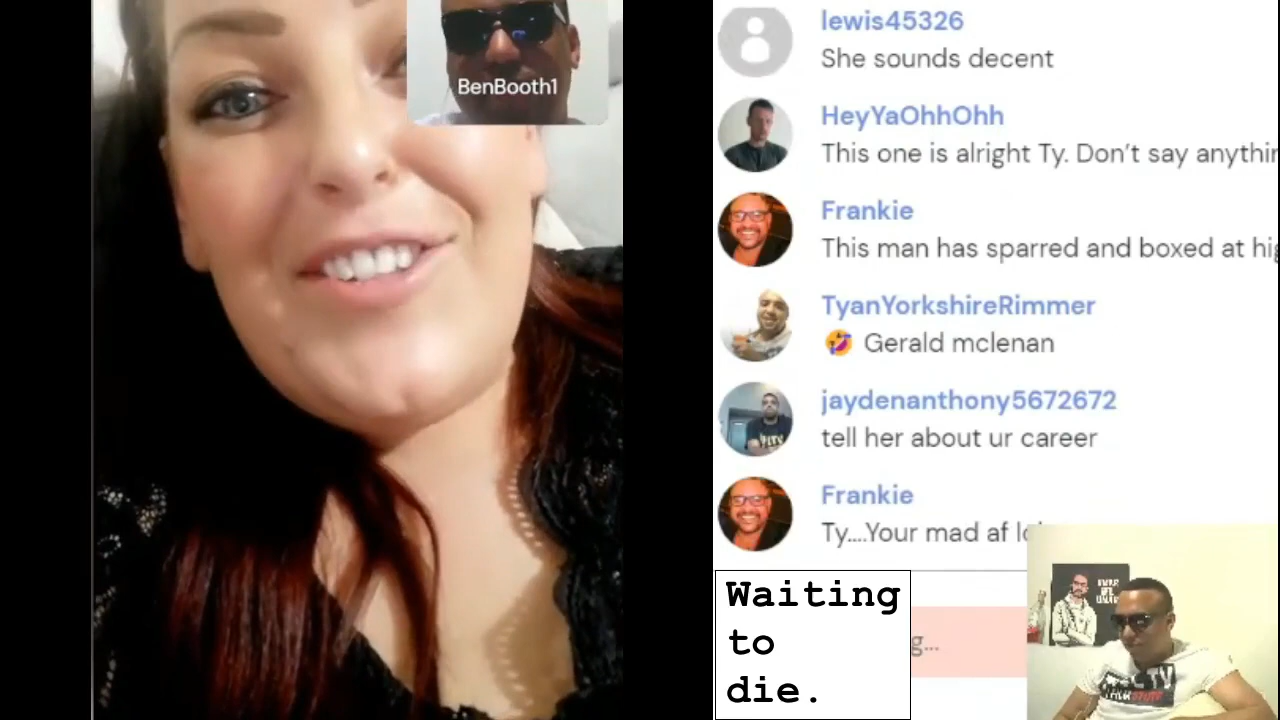 BenBooth1
lewis45326
She sounds decent
HeyYaOhhOhh
This one is alright Ty. Don't say
Frankie
This man has sparred and boxed at
TyanYorkshireRimmer
🤣 Gerald mclenan
jaydenanthony5672672
tell her about ur career
Frankie
Ty....Your mad af
Waiting
to
die.